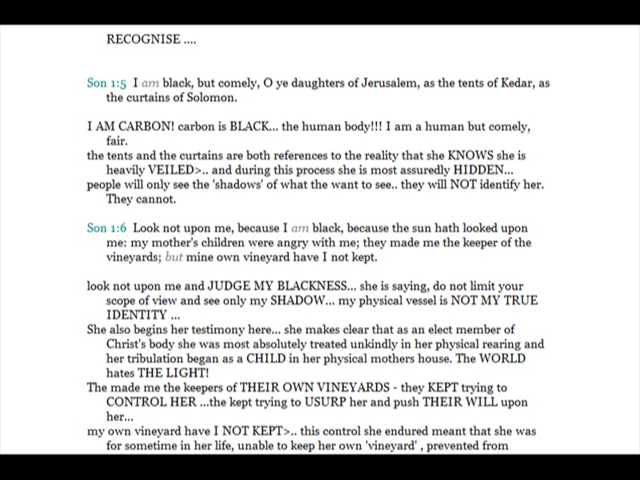 RECOGNISE ....
Son 1:5 I am black, but comely, O ye daughters of Jerusalem, as the tents of Kedar, as
the curtains of Solomon.
I AM CARBON! carbon is BLACK... the human body!!! I am a human but comely,
fair.
the tents and the curtains are both references to the reality that she KNOWS she is
heavily VEILED>.. and during this process she is most assuredly HIDDEN...
people will only see the 'shadows' of what the want to see.. they will NOT identify her.
They cannot.
Son 1:6 Look not upon me, because I am black, because the sun hath looked upon
me: my mother's children were angry with me; they made me the keeper of the
vineyards; but mine own vineyard have I not kept.
look not upon me and JUDGE MY BLACKNESS... she is saying, do not limit your
scope of view and see only my SHADOW... my physical vessel is NOT MY TRUE
IDENTITY ...
She also begins her testimony here... she makes clear that as an elect member of
Christ's body she was most absolutely treated unkindly in her physical rearing and
her tribulation began as a CHILD in her physical mothers house. The WORLD
hates THE LIGHT!
The made me the keepers of THEIR OWN VINEYARDS - they KEPT trying to
CONTROL HER ...the kept trying to USURP her and push THEIR WILL upon
her...
my own vineyard have I NOT KEPT>.. this control she endured meant that she was
for sometime in her life, unable to keep her own 'vineyard' , prevented from